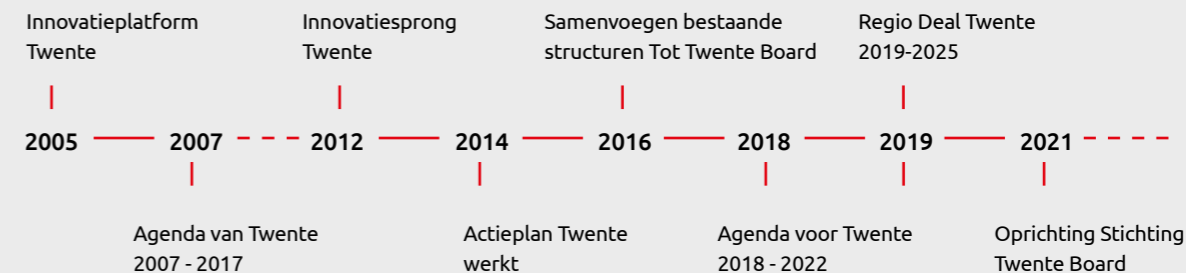 Innovatieplatform
Twente
Innovatiesprong
Twente
Samenvoegen bestaande
structuren Tot Twente Board
Regio Deal Twente
2019-2025
2005 2007 2012 2014 2016 2018 2019 2021
Agenda van Twente
2007 - 2017
Actieplan Twente
werkt
Agenda voor Twente
2018 - 2022
Oprichting Stichting
Twente Board